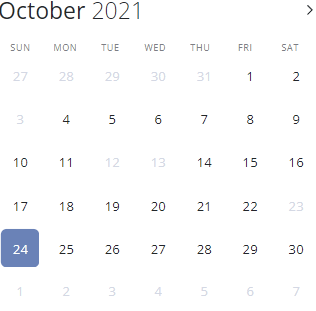 October 2021
SUN MON TUE WED THU FRI SAT
27 28 29 30 31 1 2
3 4 5 6 7 8 9
10 11 12 13 14 15 16
17 18 19 20 21 22 23
24 25 26 27 28 29 30
1 2 3 4 5 6 7